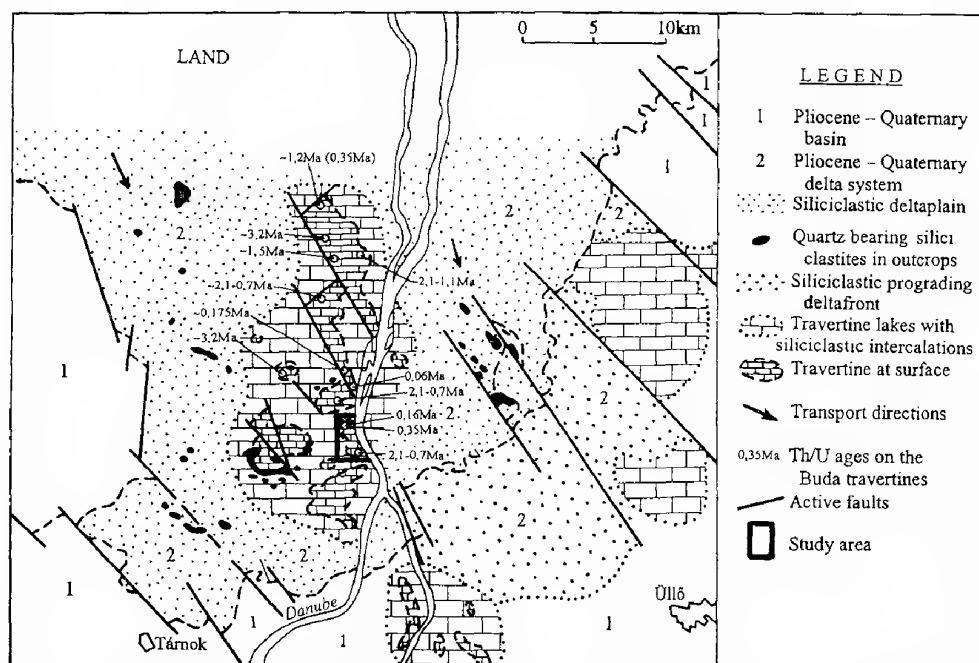 0 5 10km
LAND
~1,2Ma (0,35Ma)
~3,2Ma
~1,5Ma
2,1-1,1Ma
~2,1-0,7Ma
~0,175Ma
~3,2Ma
0,06Ma
2,1-0,7Ma
0,16Ma
0,35Ma
2,1-0,7Ma
1
1
1
2
2
2
2
1
2
2
2
2
1
1
1
1
Danube
Tárnok
Üllő
LEGEND
1 Pliocene – Quaternary
basin
2 Pliocene – Quaternary
delta system
Siliciclastic deltaplain
Quartz bearing silici
clastites in outcrops
Siliciclastic prograding
deltafront
Travertine lakes with
siliciclastic intercalations
Travertine at surface
Transport directions
0,35Ma Th/U ages on the
Buda travertines
Active faults
Study area